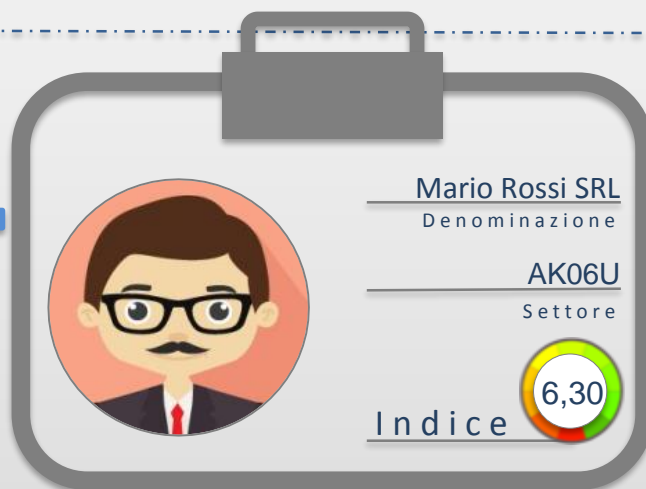 Mario Rossi SRL
Denominazione
AK06U
Settore
6,30
Indice